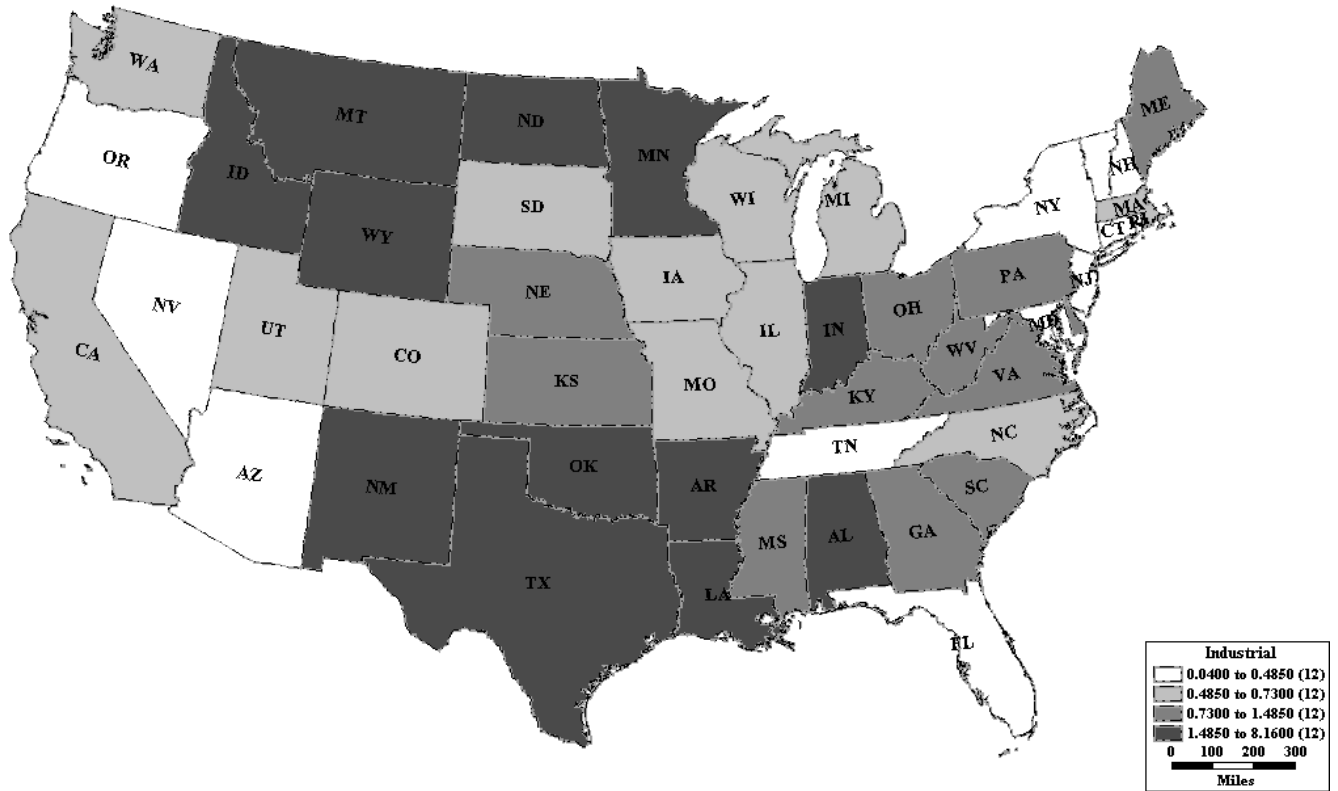 WA
MT
ND
MN
ME
OR
ID
SD
WI
MI
NH
NY
MA
CT RI
WY
IA
PA
NV
NE
NJ
UT
CO
IL
IN
OH
MD
CA
WV
VA
KS
MO
KY
NC
TN
AZ
NM
OK
AR
SC
MS
AL
GA
TX
LA
FL
Industrial
0.0400 to 0.4850 (12)
0.4850 to 0.7300 (12)
0.7300 to 1.4850 (12)
1.4850 to 8.1600 (12)
0 100 200 300
Miles